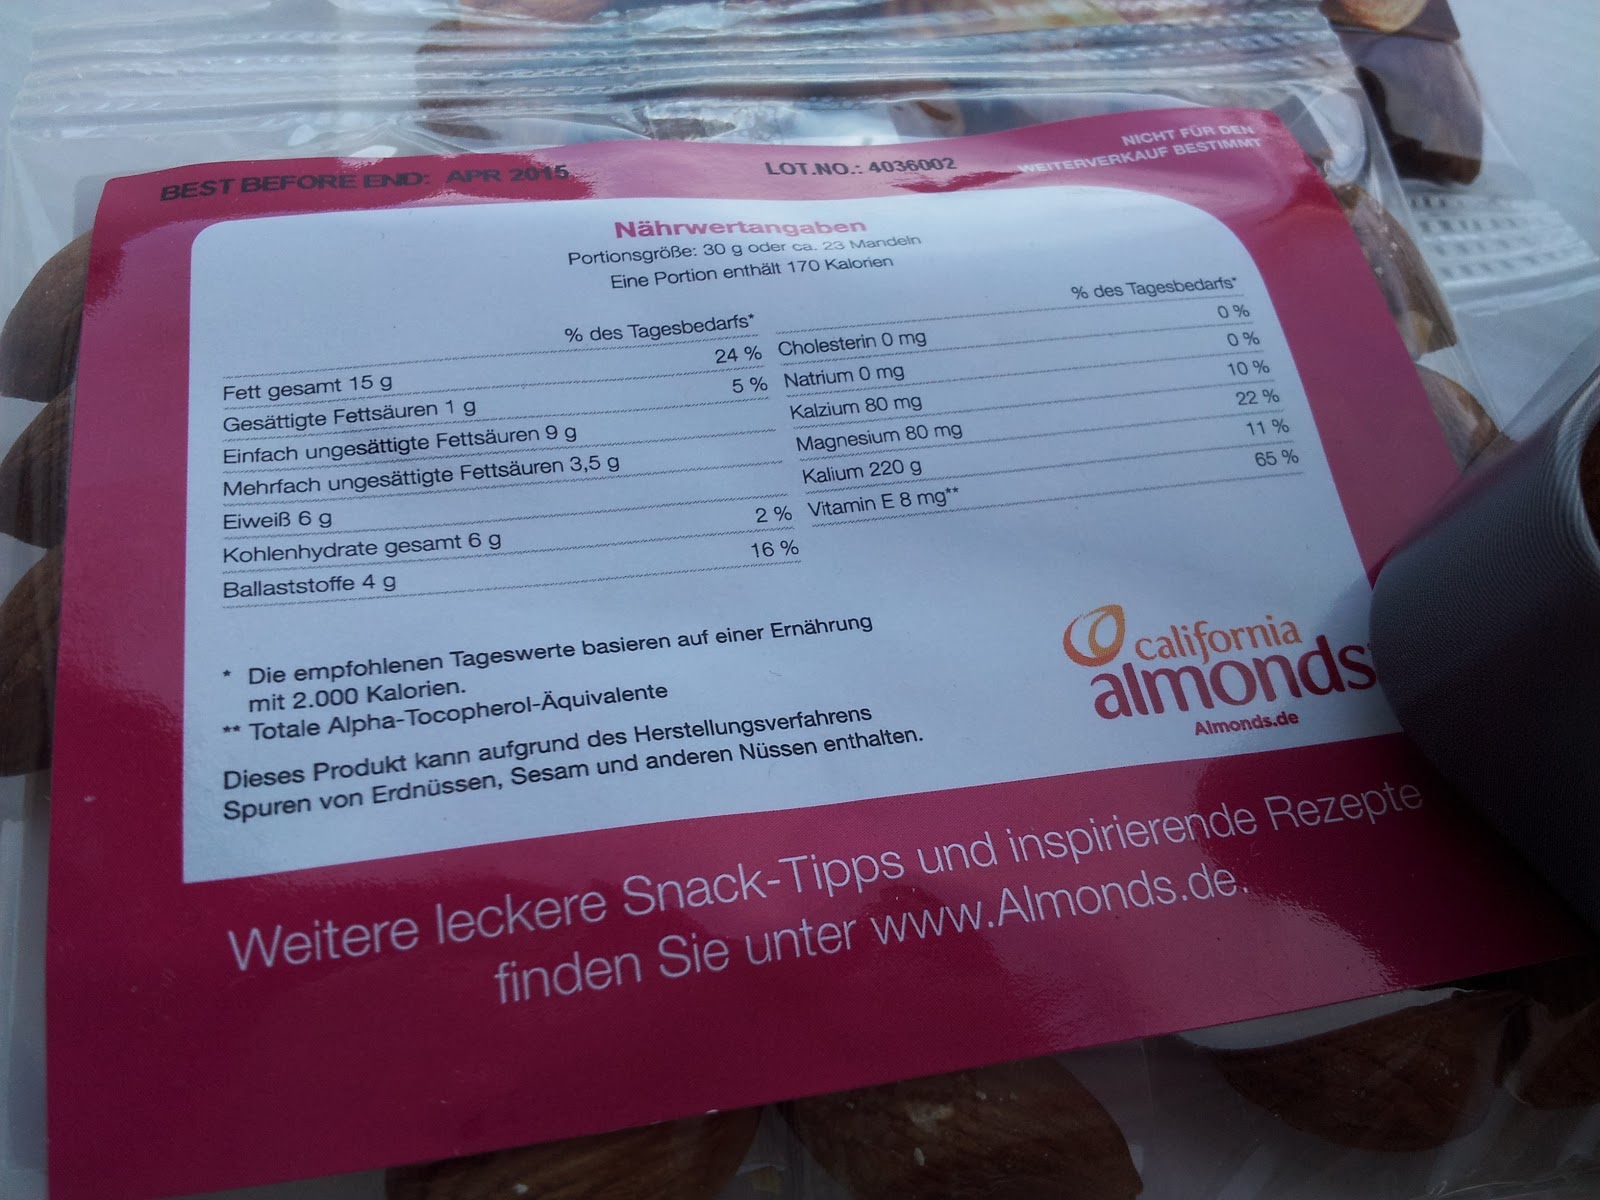 BEST BEFORE END: APR 2015
LOT.NO.: 4036002
NICHT FÜR DEN
WEITERVERKAUF BESTIMMT
Nährwertangaben
Portionsgröße: 30 g oder ca. 23 Mandeln
Eine Portion enthält 170 Kalorien
% des Tagesbedarfs*
Fett gesamt 15 g 24 %
Gesättigte Fettsäuren 1 g 5 %
Einfach ungesättigte Fettsäuren 9 g
Mehrfach ungesättigte Fettsäuren 3,5 g
Eiweiß 6 g
Kohlenhydrate gesamt 6 g 2 %
Ballaststoffe 4 g 16 %
% des Tagesbedarfs*
Cholesterin 0 mg 0 %
Natrium 0 mg 0 %
Kalzium 80 mg 10 %
Magnesium 80 mg 22 %
Kalium 220 g 11 %
Vitamin E 8 mg** 65 %
* Die empfohlenen Tageswerte basieren auf einer Ernährung
mit 2.000 Kalorien.
** Totale Alpha-Tocopherol-Äquivalente
Dieses Produkt kann aufgrund des Herstellungsverfahrens
Spuren von Erdnüssen, Sesam und anderen Nüssen enthalten.
california
almonds
Almonds.de
Weitere leckere Snack-Tipps und inspirierende Rezepte
finden Sie unter www.Almonds.de.